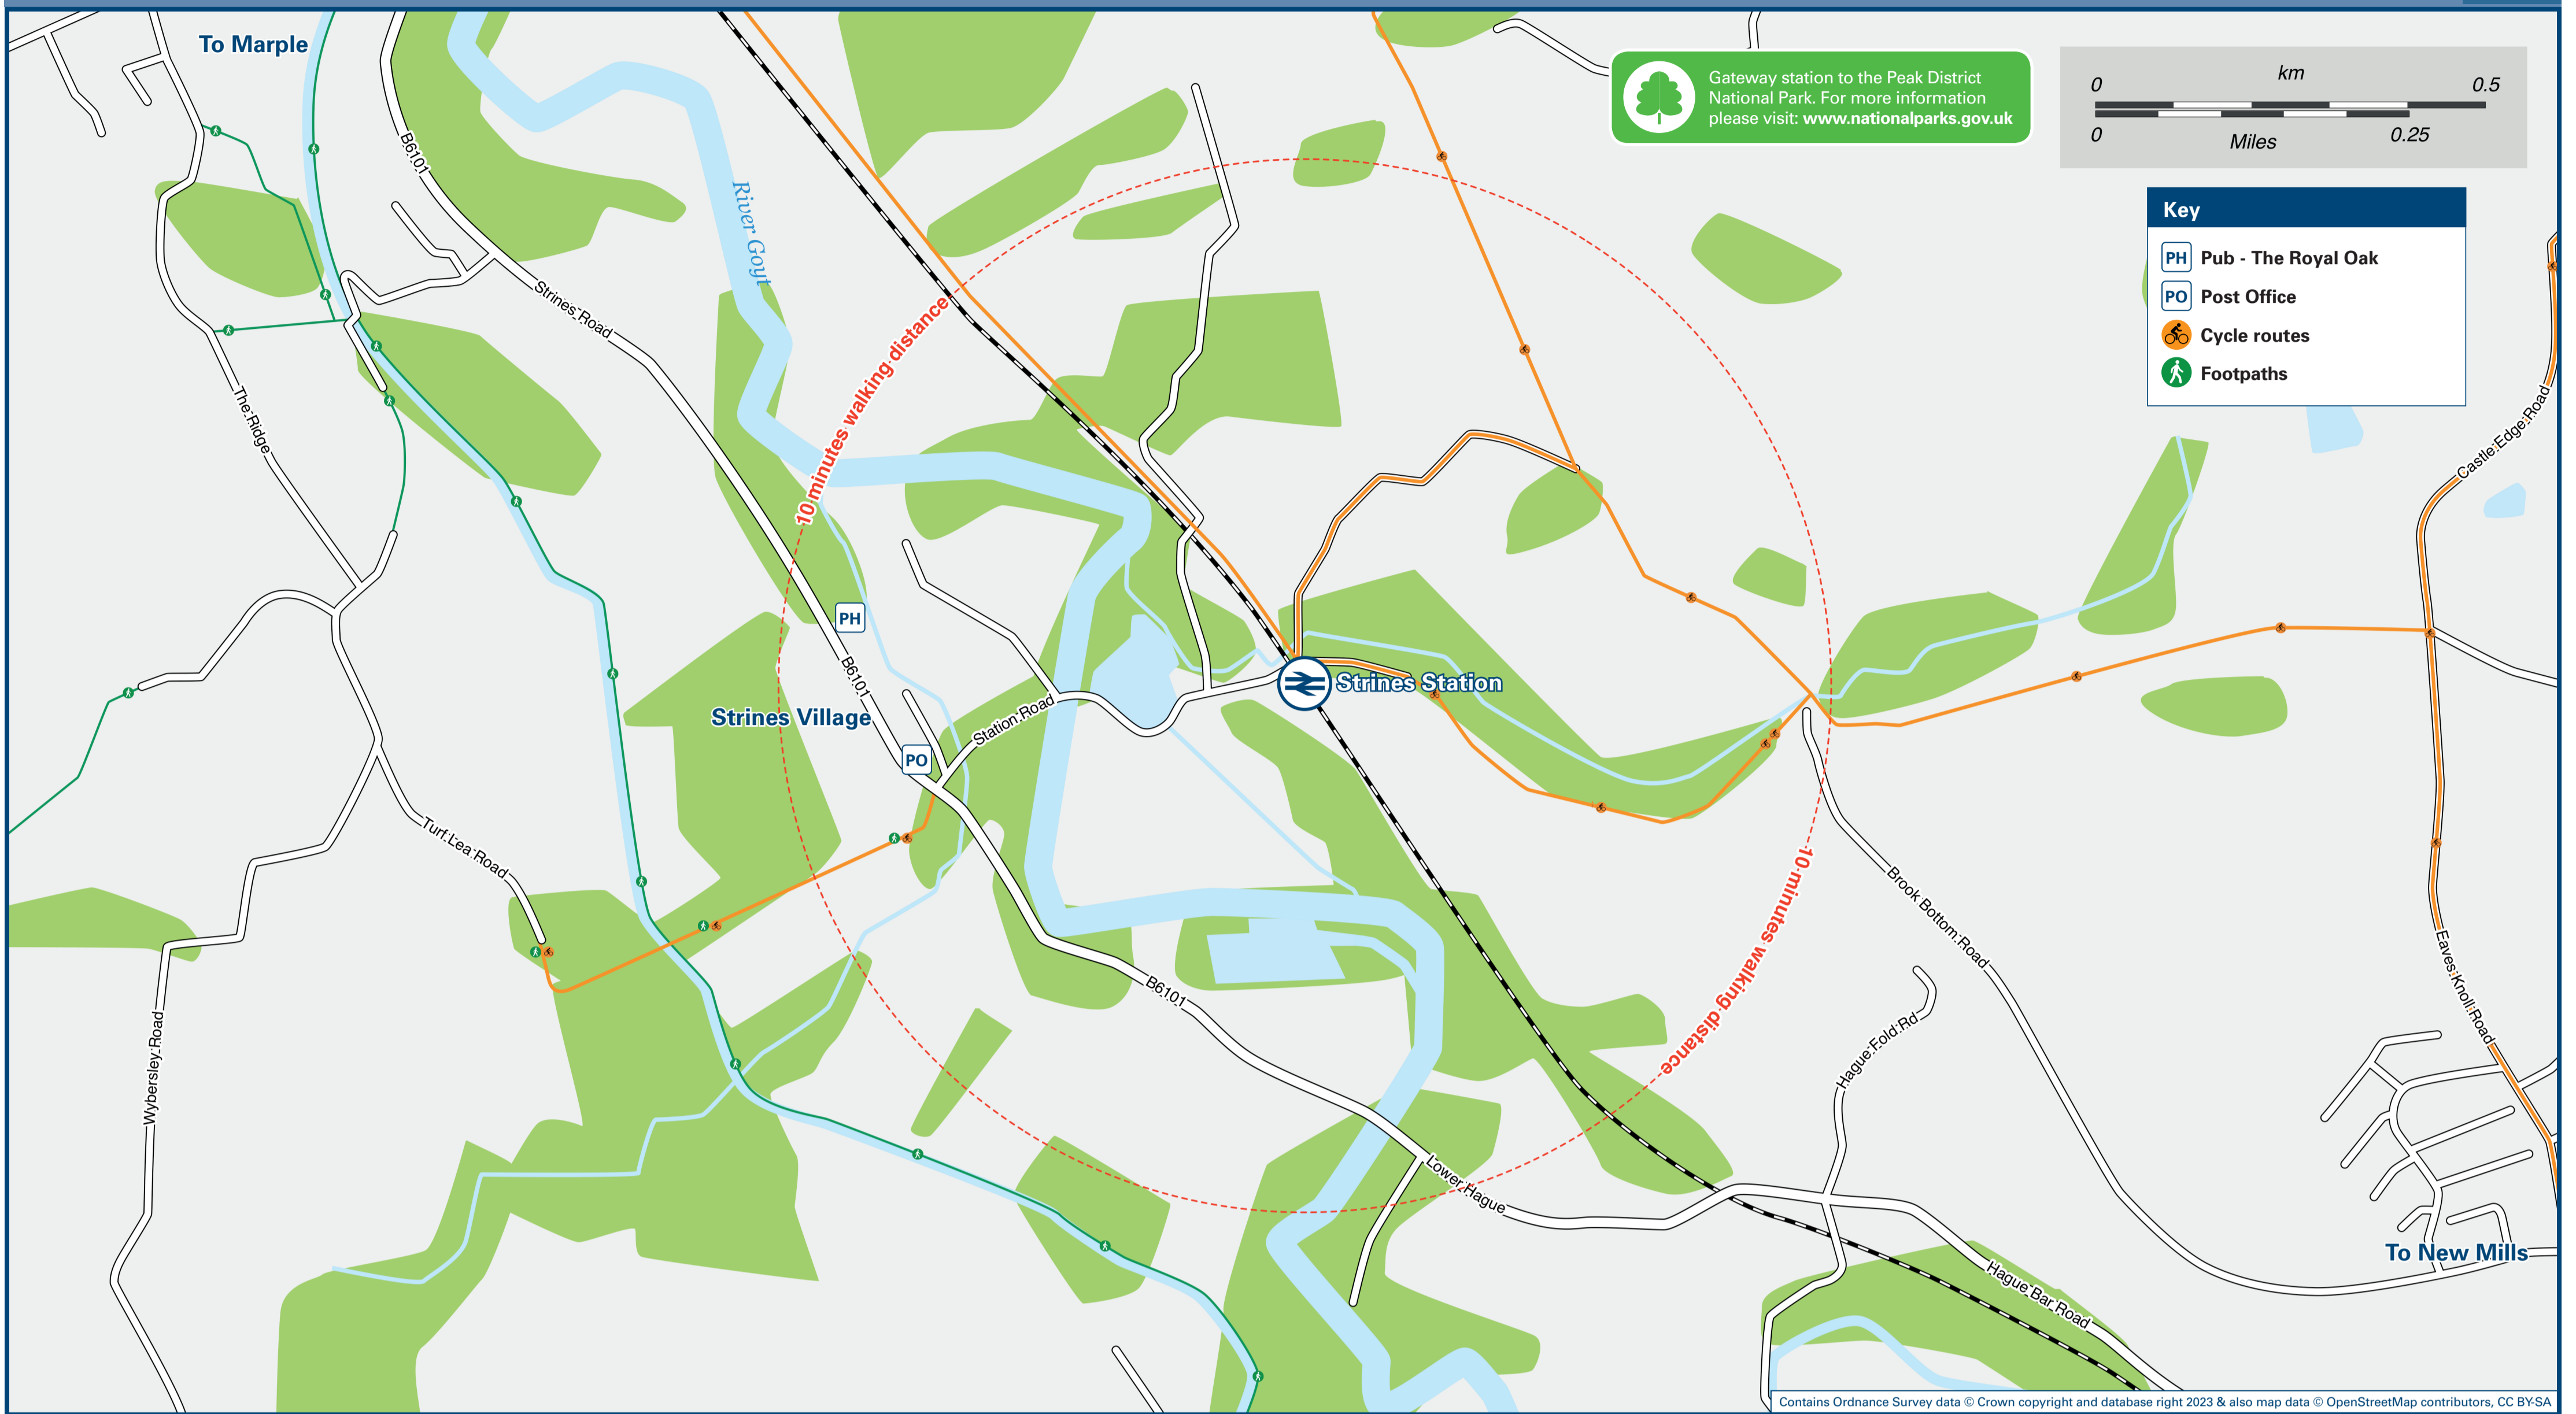 To Marple
B6101
River Goyt
Gateway station to the Peak District
National Park. For more information
please visit: www.nationalparks.gov.uk
km
0
0.5
0
0.25
Miles
Key
PH Pub - The Royal Oak
PO Post Office
Cycle routes
Footpaths
Strines Road
10 minutes walking distance
The Ridge
Castle Edge Road
PH
B6101
Strines Station
Strines Village
Station Road
PO
Turf Lea Road
10 minutes walking distance
Brook Bottom Road
B6101
Eaves Knoll Road
Hague Fold Rd
Wybersley Road
Lower Hague
To New Mills
Hague Bar Road
Contains Ordnance Survey data © Crown copyright and database right 2023 & also map data © OpenStreetMap contributors, CC BY-SA